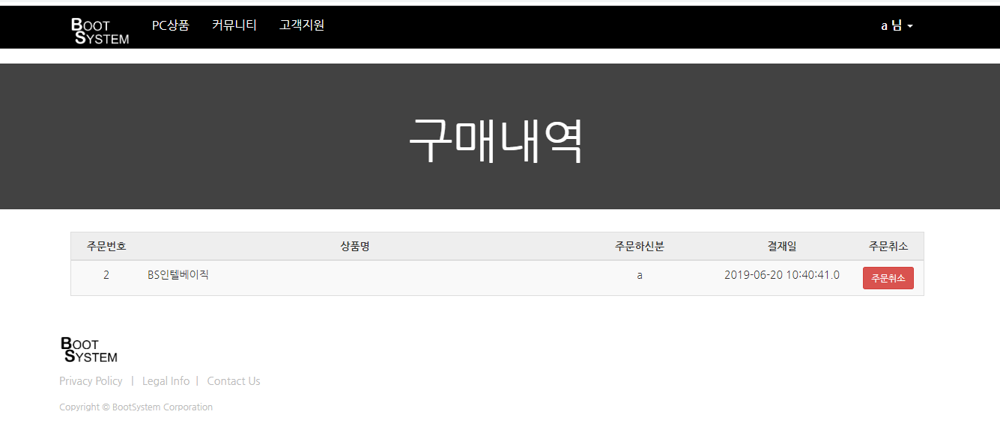 BOOT SYSTEM PC상품 커뮤니티 고객지원 a 님
구매내역
주문번호 상품명 주문하신분 결재일 주문취소
2 BS인텔베이직 a 2019-06-20 10:40:41.0 주문취소
BOOT
SYSTEM
Privacy Policy | Legal Info | Contact Us
Copyright © BootSystem Corporation